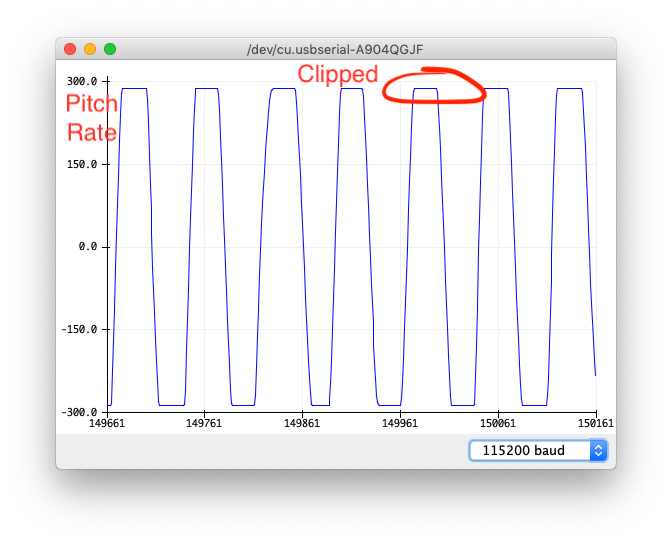 /dev/cu.usbserial-A904QGJF
Clipped
300.0
Pitch
Rate
150.0
0.0
-150.0
-300.0
149661 149761 149861 149961 150061 150161
115200 baud